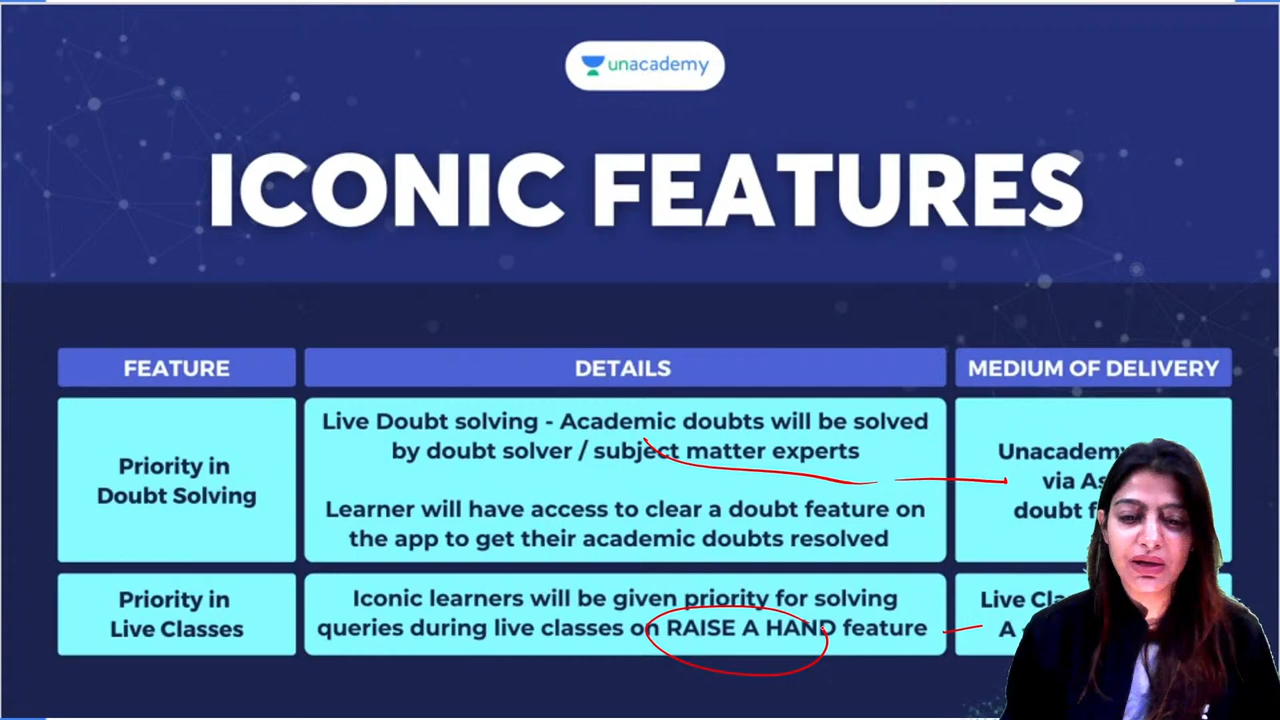 unacademy
ICONIC FEATURES
FEATURE
DETAILS
MEDIUM OF DELIVERY
Priority in
Doubt Solving
Live Doubt solving - Academic doubts will be solved
by doubt solver / subject matter experts
Learner will have access to clear a doubt feature on
the app to get their academic doubts resolved
Unacademy
via
doubt
Priority in
Live Classes
Iconic learners will be given priority for solving
queries during live classes on RAISE A HAND feature
Live
A